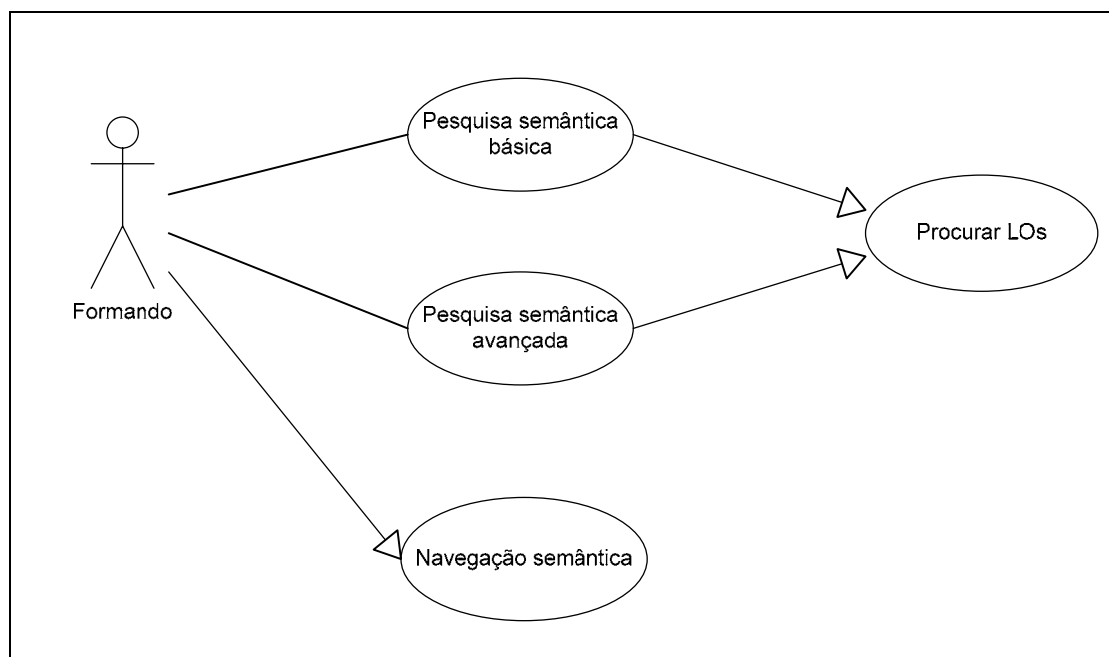 Pesquisa semântica
básica
Procurar LOs
Formando
Pesquisa semântica
avançada
Navegação semântica